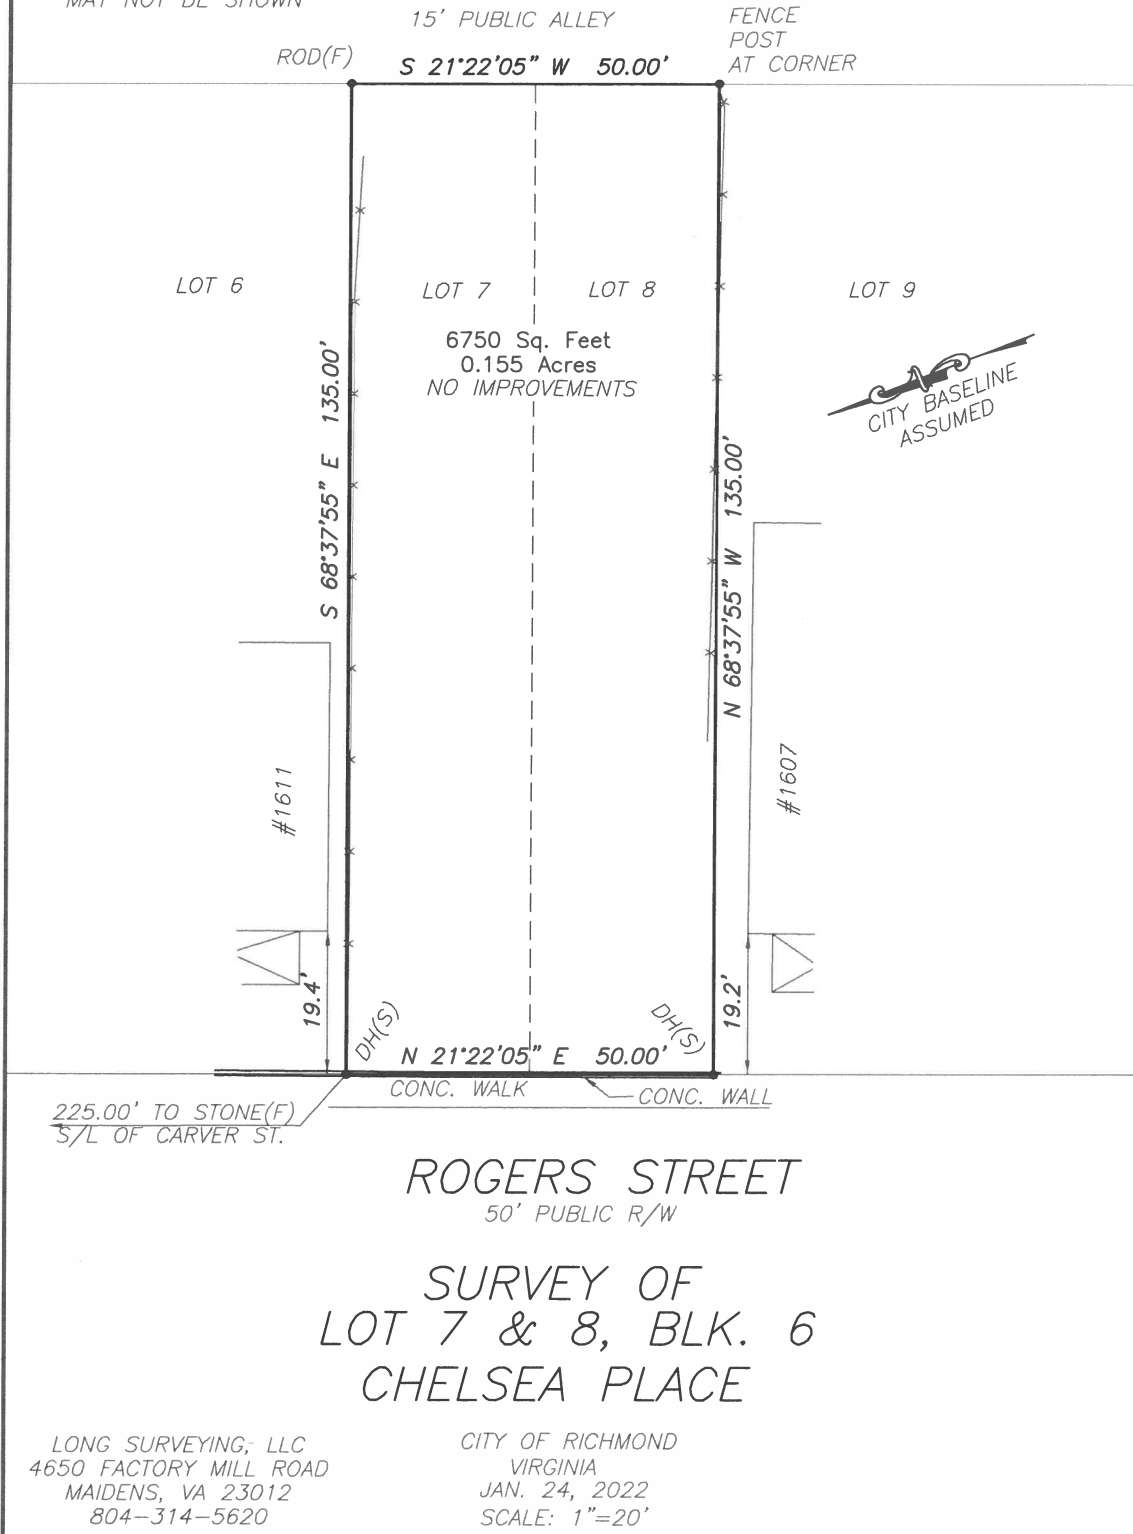 MAY NOT BE SHOWN
15' PUBLIC ALLEY
FENCE
POST
AT CORNER
ROD(F)
S 21°22'05" W 50.00'
LOT 6
LOT 7
LOT 8
LOT 9
6750 Sq. Feet
0.155 Acres
NO IMPROVEMENTS
S 68°37'55" E 135.00'
N 68°37'55" W 135.00'
CITY BASELINE
ASSUMED
#1611
#1607
19.4'
19.2'
DH(S)
DH(S)
N 21°22'05" E 50.00'
CONC. WALK
CONC. WALL
225.00' TO STONE(F)
S/L OF CARVER ST.
ROGERS STREET
50' PUBLIC R/W
SURVEY OF
LOT 7 & 8, BLK. 6
CHELSEA PLACE
LONG SURVEYING, LLC
4650 FACTORY MILL ROAD
MAIDENS, VA 23012
804-314-5620
CITY OF RICHMOND
VIRGINIA
JAN. 24, 2022
SCALE: 1"=20'